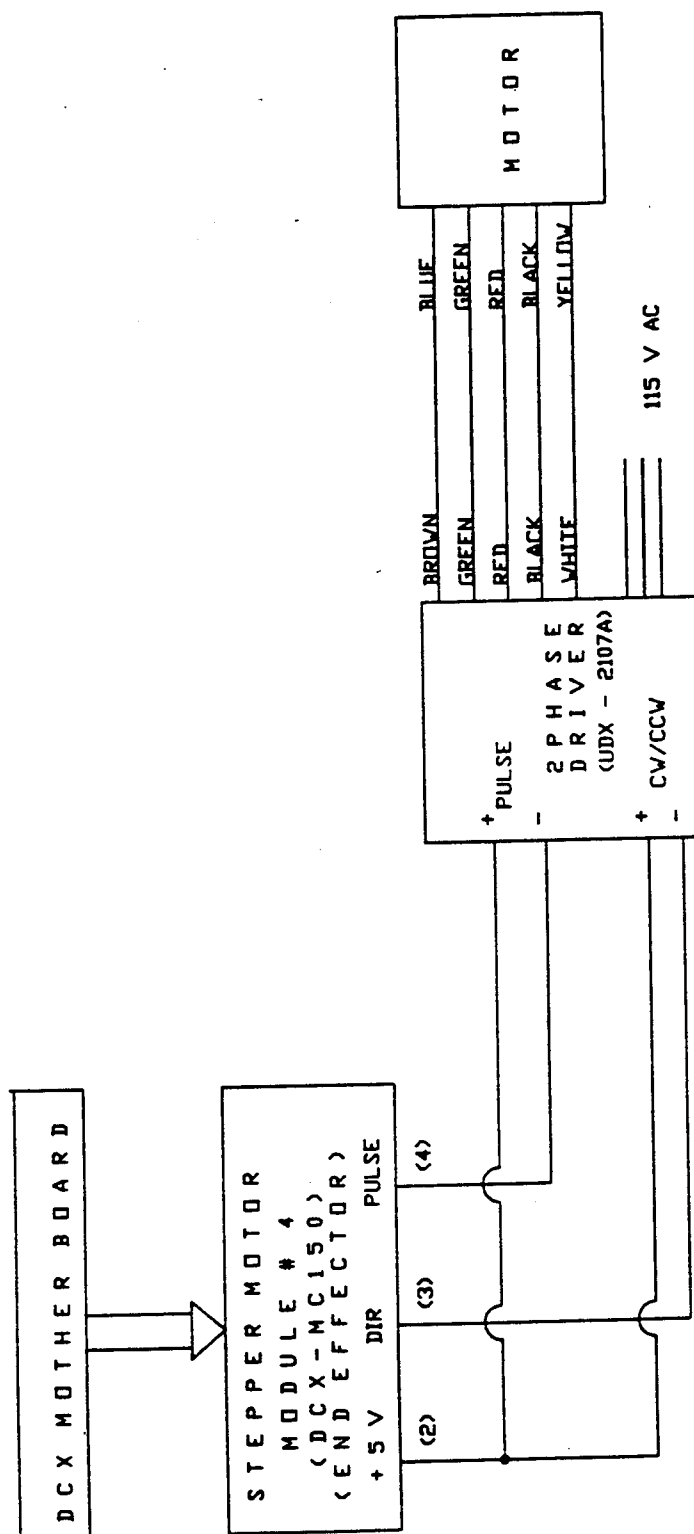 DCX MOTHER BOARD
STEPPER MOTOR
MODULE # 4
(DCX-MC150)
(END EFFECTOR)
+5V DIR PULSE
(2) (3) (4)
+
PULSE
-
2 PHASE
DRIVER
(UDX - 2107A)
+
CW/CCW
-
BROWN BLUE
GREEN GREEN
RED RED
BLACK BLACK
WHITE YELLOW
115 V AC
MOTOR